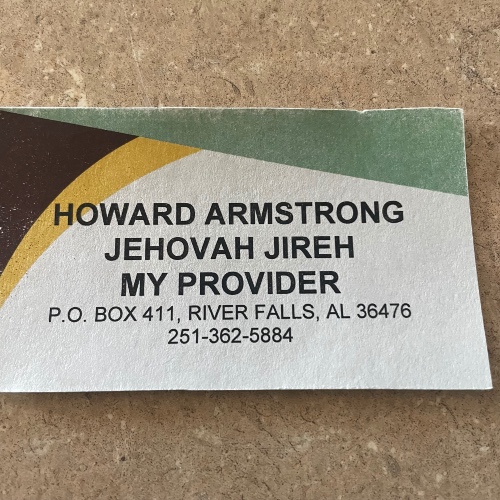 HOWARD ARMSTRONG
JEHOVAH JIREH
MY PROVIDER
P.O. BOX 411, RIVER FALLS, AL 36476
251-362-5884